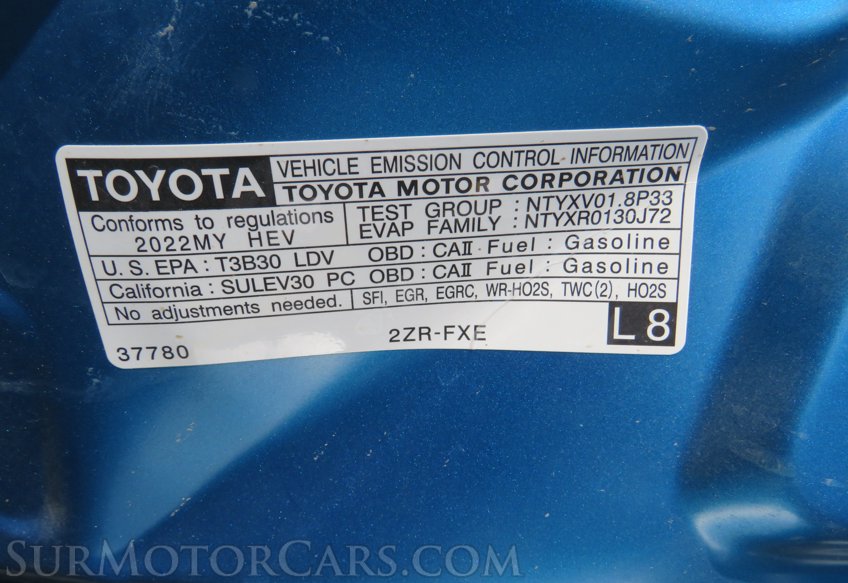 TOYOTA
VEHICLE EMISSION CONTROL INFORMATION
TOYOTA MOTOR CORPORATION
Conforms to regulations
2022MY HEV
TEST GROUP : NTYXV01.8P33
EVAP FAMILY : NTYXR0130J72
U.S. EPA : T3B30 LDV OBD : CAII Fuel : Gasoline
California : SULEV30 PC OBD : CAII Fuel : Gasoline
No adjustments needed. SFI, EGR, EGRC, WR-HO2S, TWC(2), HO2S
37780 2ZR-FXE L 8
SurMotorCars.com